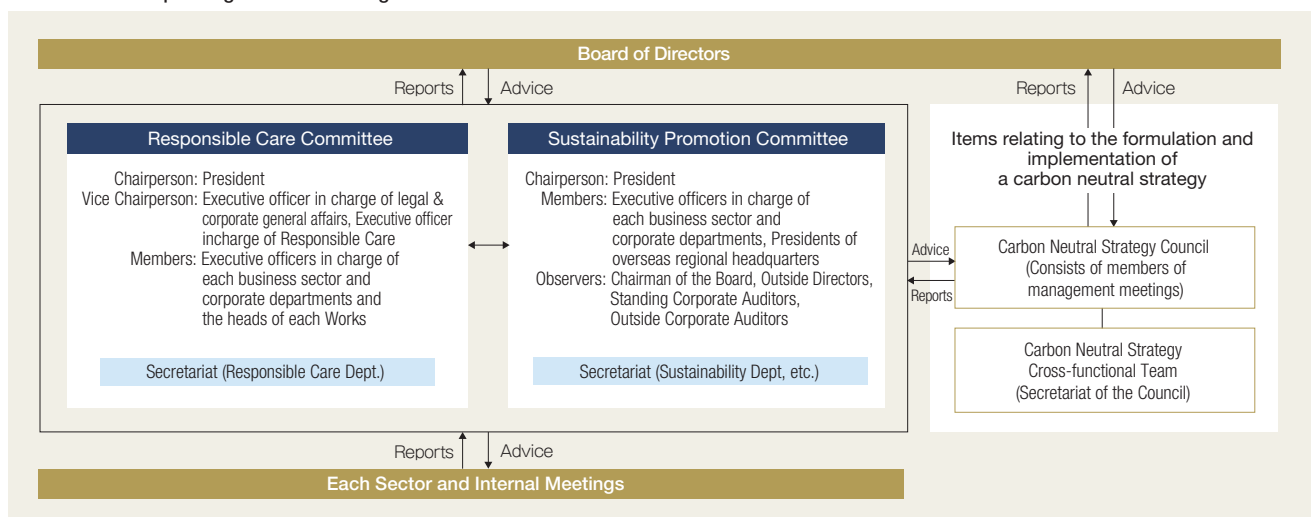 Board of Directors
Reports
Advice
Reports
Advice
Responsible Care Committee
Chairperson: President
Vice Chairperson: Executive officer in charge of legal &
corporate general affairs, Executive officer
incharge of Responsible Care
Members: Executive officers in charge of
each business sector and
corporate departments and
the heads of each Works
Secretariat (Responsible Care Dept.)
Sustainability Promotion Committee
Chairperson: President
Members: Executive officers in charge of
each business sector and
corporate departments, Presidents of
overseas regional headquarters
Observers: Chairman of the Board, Outside Directors,
Standing Corporate Auditors,
Outside Corporate Auditors
Secretariat (Sustainability Dept, etc.)
Items relating to the formulation and
implementation of
a carbon neutral strategy
Advice
Reports
Carbon Neutral Strategy Council
(Consists of members of
management meetings)
Carbon Neutral Strategy
Cross-functional Team
(Secretariat of the Council)
Reports
Advice
Each Sector and Internal Meetings